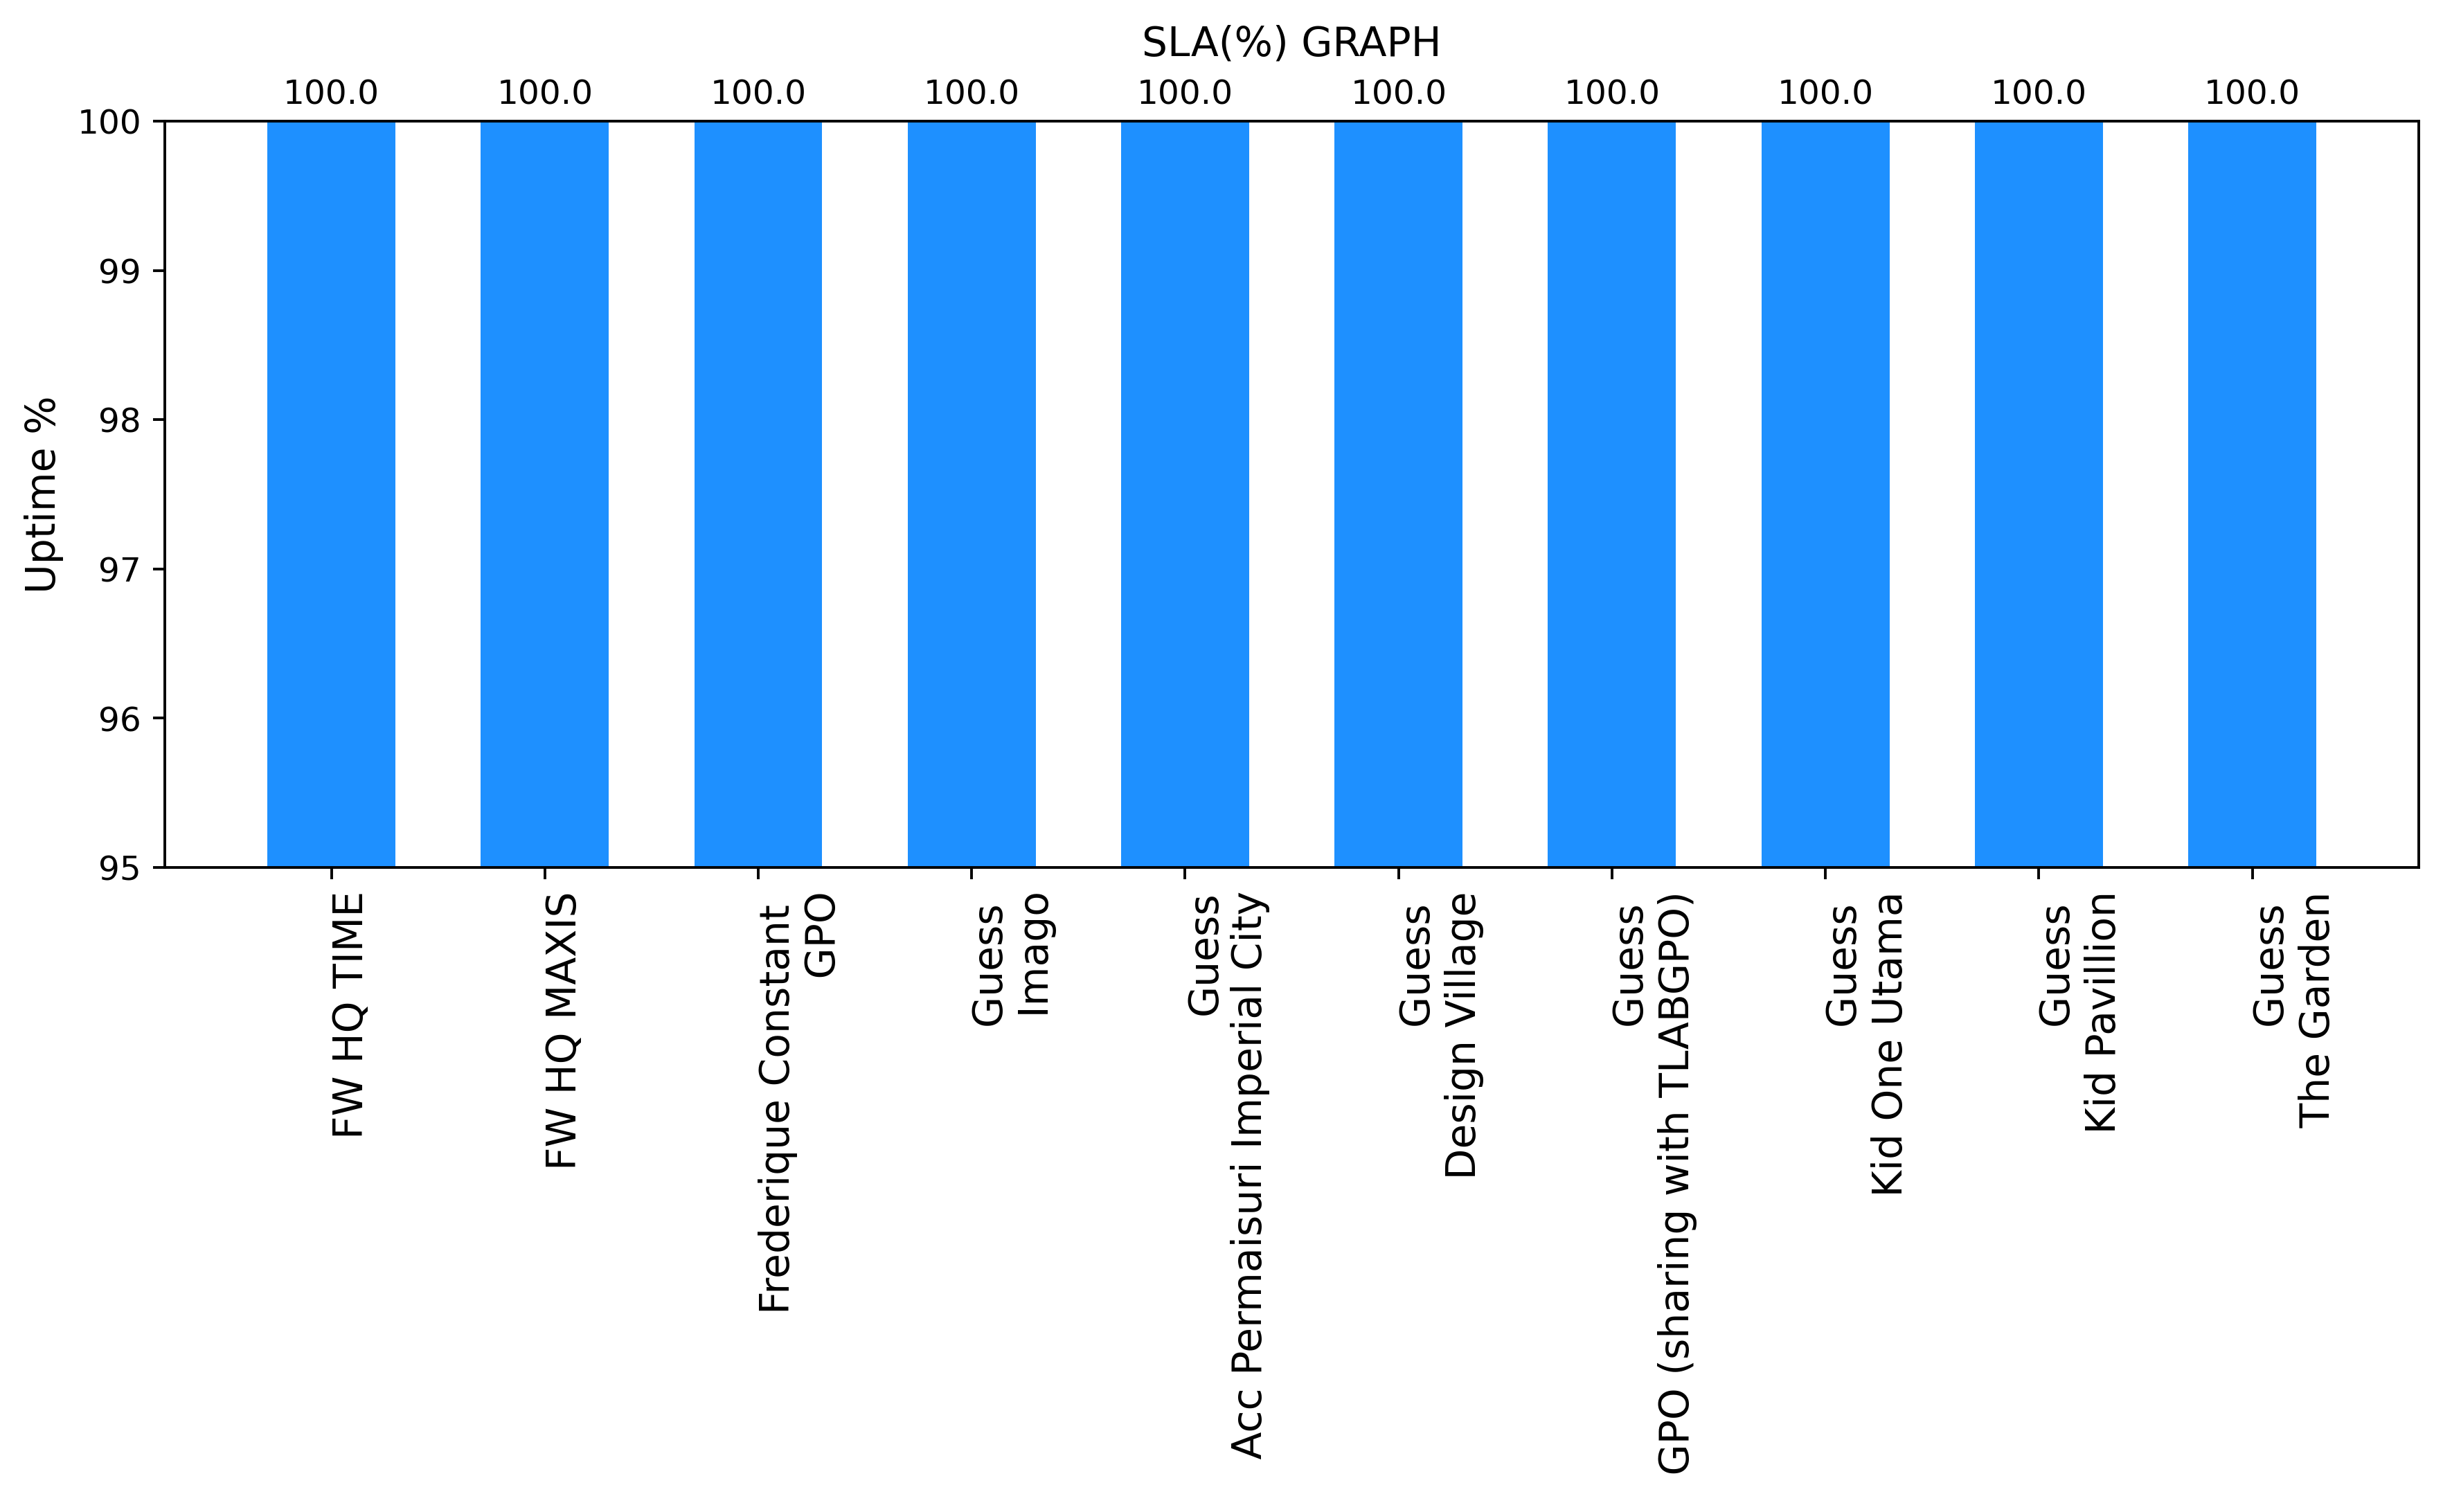 SLA(%) GRAPH
100.0 100.0 100.0 100.0 100.0 100.0 100.0 100.0 100.0 100.0
100
99
98
97
96
95
Uptime %
FW HQ TIME
FW HQ MAXIS
Frederique Constant
GPO
Guess
Imago
Guess
Acc Permaisuri Imperial City
Guess
Design Village
Guess
GPO (sharing with TLABGPO)
Guess
Kid One Utama
Guess
Kid Pavillion
Guess
The Garden